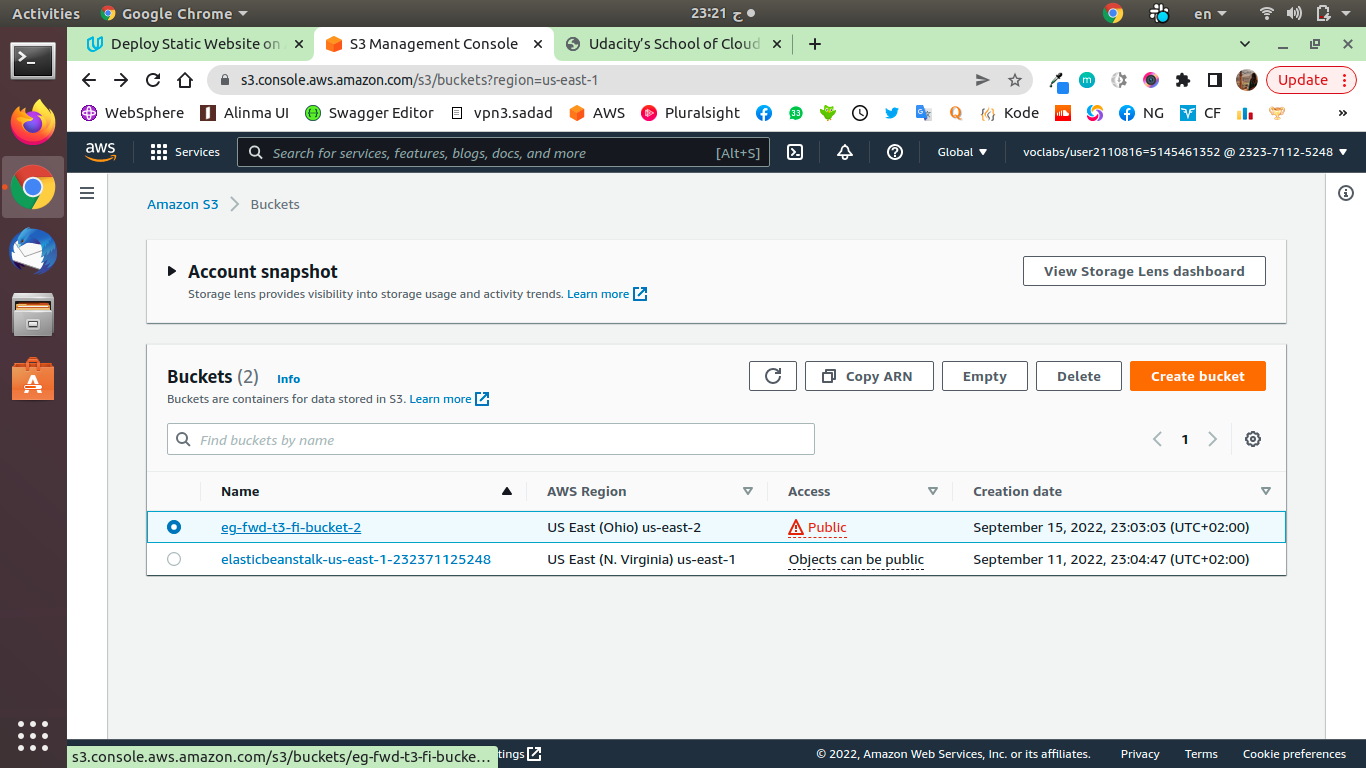 Activities Google Chrome 23:21 ج en
Deploy Static Website on S3 Management Console Udacity's School of Cloud
s3.console.aws.amazon.com/s3/buckets?region=us-east-1 Update
WebSphere Alinma UI Swagger Editor vpn3.sadad AWS Pluralsight 33 Kode NG CF »
aws Services Search for services, features, blogs, docs, and more [Alt+S] Global voclabs/user2110816=5145461352 @ 2323-7112-5248
Amazon S3 Buckets
Account snapshot View Storage Lens dashboard
Storage lens provides visibility into storage usage and activity trends. Learn more
Buckets (2) Info Copy ARN Empty Delete Create bucket
Buckets are containers for data stored in S3. Learn more
Find buckets by name 1
Name AWS Region Access Creation date
eg-fwd-t3-fi-bucket-2 US East (Ohio) us-east-2 Public September 15, 2022, 23:03:03 (UTC+02:00)
elasticbeanstalk-us-east-1-232371125248 US East (N. Virginia) us-east-1 Objects can be public September 11, 2022, 23:04:47 (UTC+02:00)
s3.console.aws.amazon.com/s3/buckets/eg-fwd-t3-fi-bucke... tings © 2022, Amazon Web Services, Inc. or its affiliates. Privacy Terms Cookie preferences